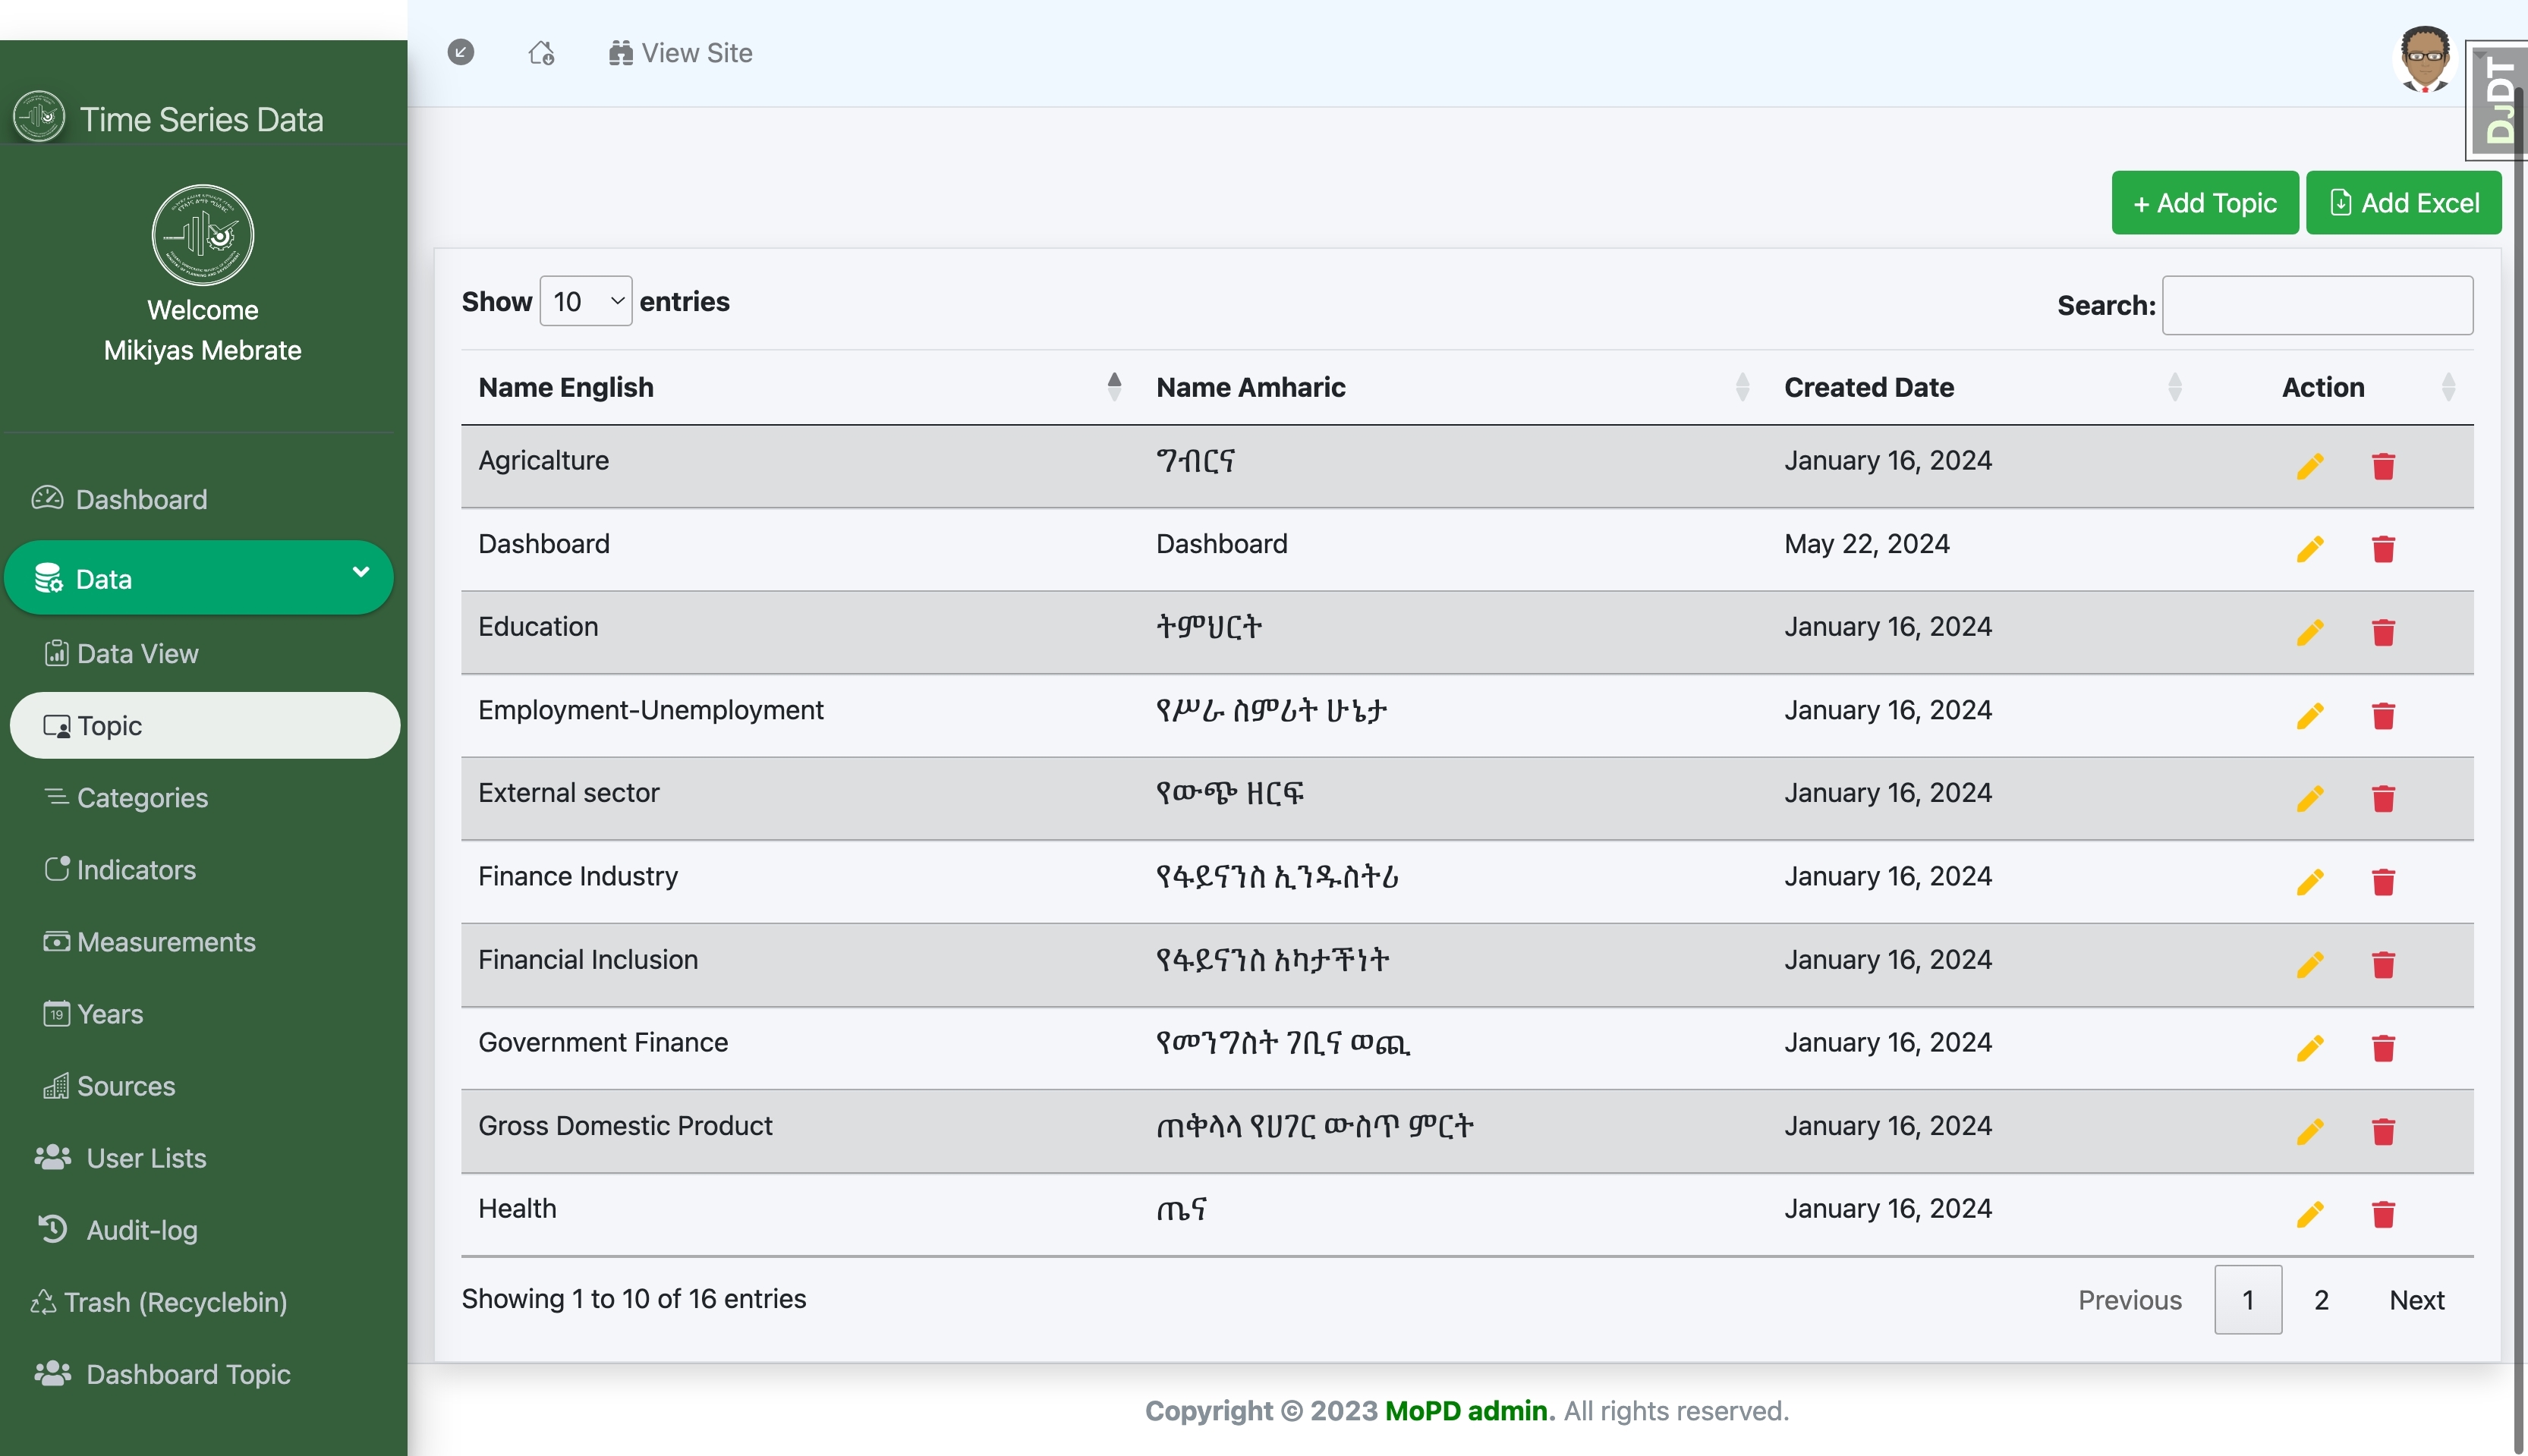 View Site
DJDT
Time Series Data
Welcome
Mikiyas Mebrate
Dashboard
Data
Data View
Topic
Categories
Indicators
Measurements
19 Years
Sources
User Lists
Audit-log
Trash (Recyclebin)
Dashboard Topic
+ Add Topic Add Excel
Show 10 entries Search:
Name English Name Amharic Created Date Action
Agricalture ግብርና January 16, 2024
Dashboard Dashboard May 22, 2024
Education ትምህርት January 16, 2024
Employment-Unemployment የሥራ ስምሪት ሁኔታ January 16, 2024
External sector የውጭ ዘርፍ January 16, 2024
Finance Industry የፋይናንስ ኢንዱስትሪ January 16, 2024
Financial Inclusion የፋይናንስ አካታችነት January 16, 2024
Government Finance የመንግስት ገቢና ወጪ January 16, 2024
Gross Domestic Product ጠቅላላ የሀገር ውስጥ ምርት January 16, 2024
Health ጤና January 16, 2024
Showing 1 to 10 of 16 entries Previous 1 2 Next
Copyright © 2023 MoPD admin. All rights reserved.